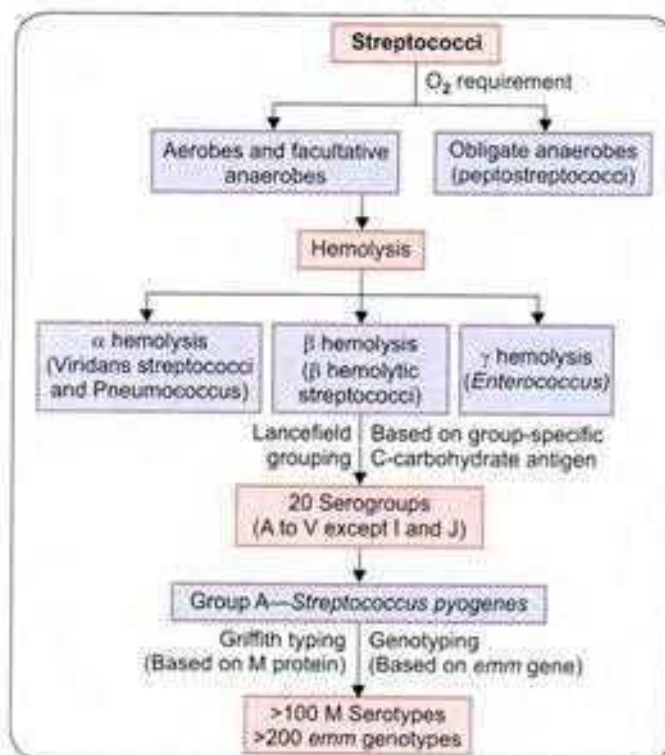 Streptococci
O₂ requirement
Aerobes and facultative
anaerobes
Obligate anaerobes
(peptostreptococci)
Hemolysis
α hemolysis
(Viridans streptococci
and Pneumococcus)
β hemolysis
(β hemolytic
streptococci)
γ hemolysis
(Enterococcus)
Lancefield
grouping
Based on group-specific
C-carbohydrate antigen
20 Serogroups
(A to V except I and J)
Group A—Streptococcus pyogenes
Griffith typing
(Based on M protein)
Genotyping
(Based on emm gene)
>100 M Serotypes
>200 emm genotypes